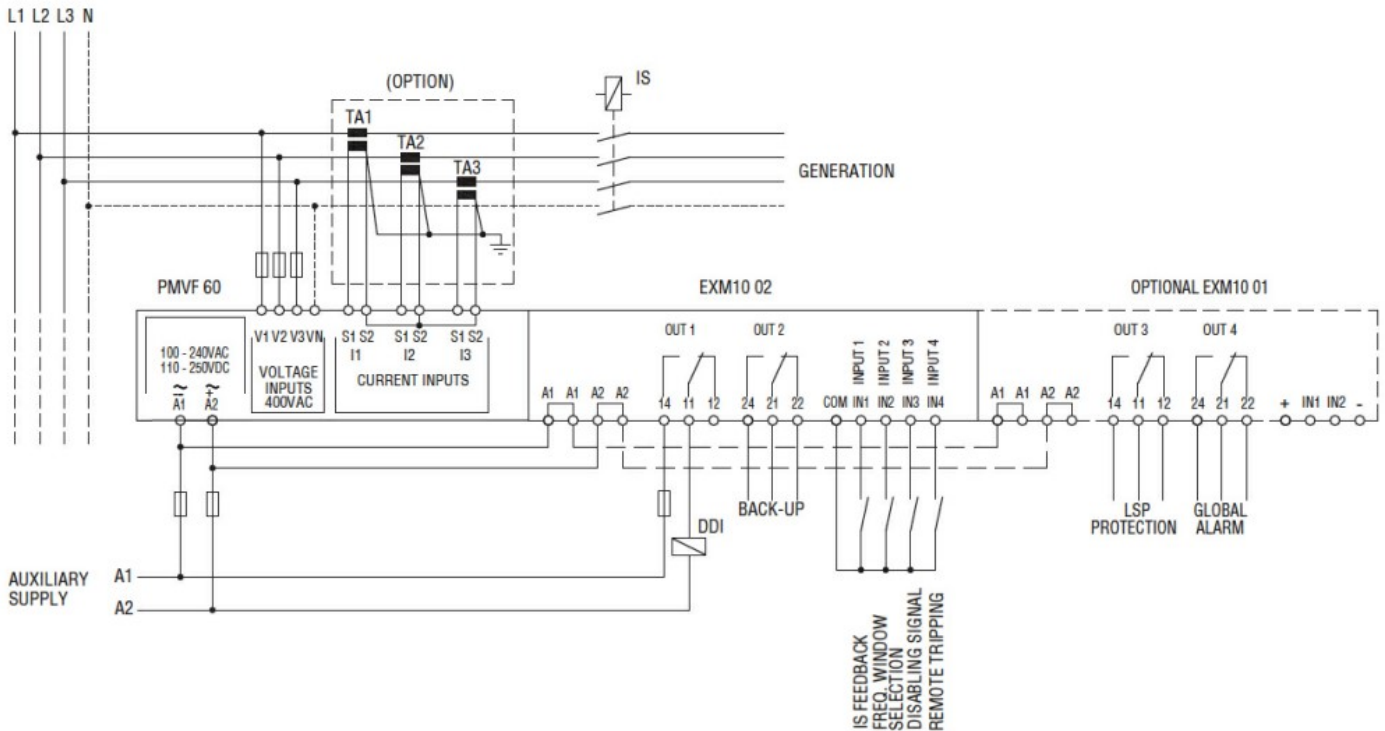 L1 L2 L3 N
(OPTION)
IS
TA1
TA2
TA3
GENERATION
PMVF 60
EXM10 02
OPTIONAL EXM10 01
100 - 240VAC
110 - 250VDC
~ ~
- +
A1 A2
V1 V2 V3 VN
VOLTAGE
INPUTS
400VAC
S1 S2 S1 S2 S1 S2
I1 I2 I3
CURRENT INPUTS
A1 A1 A2 A2
OUT 1
14 11 12
OUT 2
24 21 22
INPUT 1
INPUT 2
INPUT 3
INPUT 4
COM IN1 IN2 IN3 IN4
A1 A1 A2 A2
OUT 3
14 11 12
OUT 4
24 21 22
+ IN1 IN2 -
BACK-UP
LSP
PROTECTION
GLOBAL
ALARM
DDI
AUXILIARY
SUPPLY
A1
A2
IS FEEDBACK
FREQ. WINDOW
SELECTION
DISABLING SIGNAL
REMOTE TRIPPING